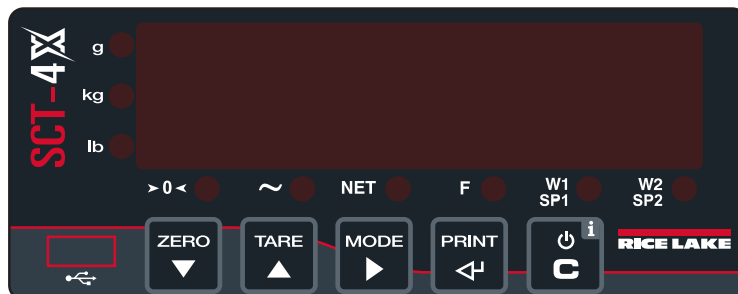 SCT-4X
g
kg
lb
>0< ~ NET F W1 W2
SP1 SP2
ZERO TARE MODE PRINT i
C
RICE LAKE